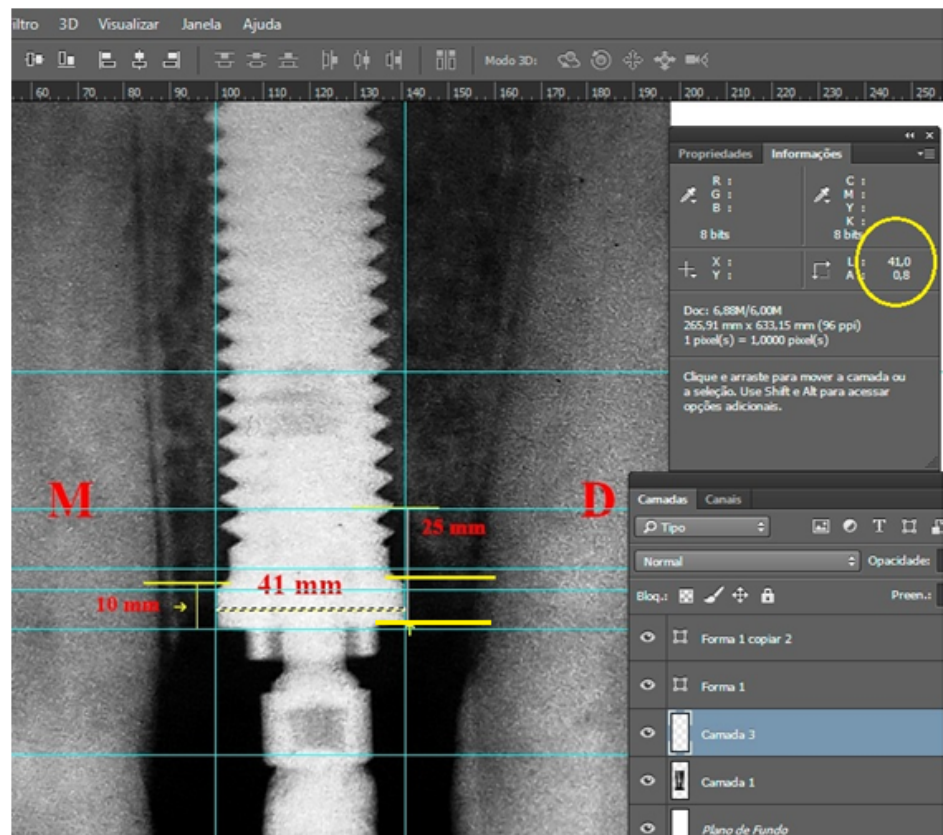 iltro 3D Visualizar Janela Ajuda
Modo 3D:
60 70 80 90 100 110 120 130 140 150 160 170 180 190 200 210 220 230 240 250
Propriedades Informações
R :
G :
B :
8 bits
C :
M :
Y :
K :
8 bits
X :
Y :
L : 41,0
A : 0,8
Doc: 6,88M/6,00M
265,91 mm x 633,15 mm (96 ppi)
1 pixel(s) = 1,0000 pixel(s)
Clique e arraste para mover a camada ou
a seleção. Use Shift e Alt para acessar
opções adicionais.
M
D
25 mm
41 mm
10 mm
Camadas Canais
Tipo
T
Normal
Opacidade:
Bloq.:
Preen.:
Forma 1 copiar 2
Forma 1
Camada 3
Camada 1
Plano de Fundo